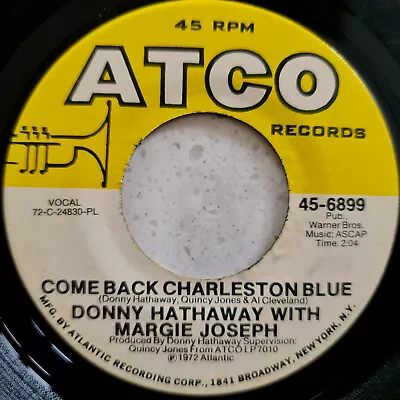 45 RPM
ATCO
RECORDS
VOCAL
72-C-24830-PL
45-6899
Pub.,
Warner Bros.
Music: ASCAP
Time: 2:04
COME BACK CHARLESTON BLUE
(Donny Hathaway, Quincy Jones & Al Cleveland)
DONNY HATHAWAY WITH
MARGIE JOSEPH
Produced By Donny Hathaway Supervision:
Quincy Jones From ATCO LP 7010
℗ 1972 Atlantic
MFG. BY ATLANTIC RECORDING CORP., 1841 BROADWAY, NEW YORK, N.Y.